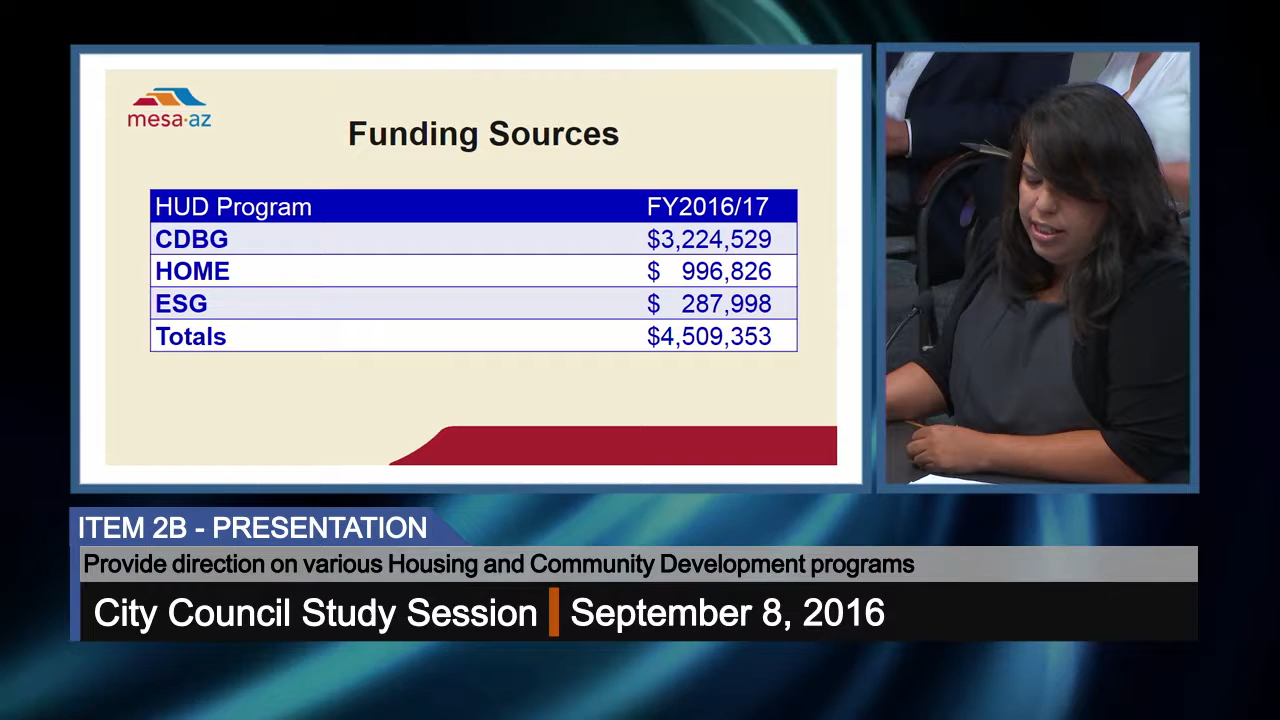 mesa·az
Funding Sources
HUD Program FY2016/17
CDBG $3,224,529
HOME $ 996,826
ESG $ 287,998
Totals $4,509,353
ITEM 2B - PRESENTATION
Provide direction on various Housing and Community Development programs
City Council Study Session September 8, 2016